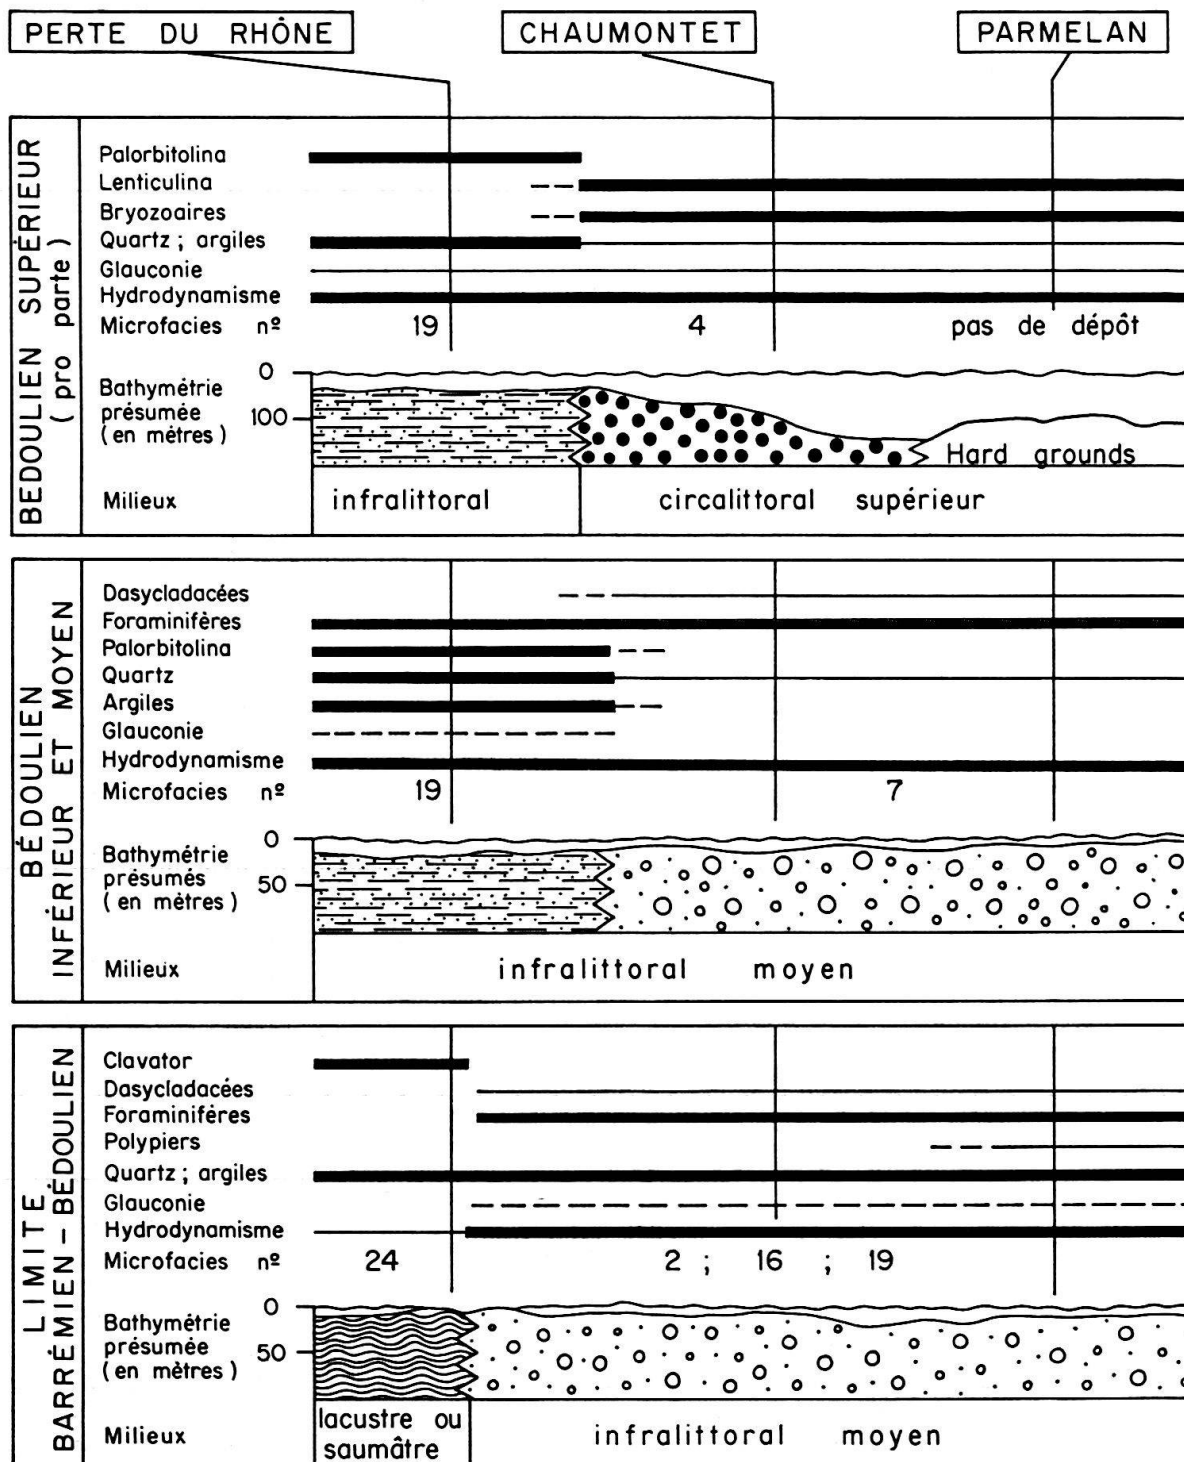 PERTE DU RHÔNE
CHAUMONTET
PARMELAN
BEDOULIEN SUPÉRIEUR
( pro parte )
Palorbitolina
Lenticulina
Bryozoaires
Quartz ; argiles
Glauconie
Hydrodynamisme
Microfacies nº 19 4 pas de dépôt
Bathymétrie
présumée
( en mètres )
0
100
Hard grounds
Milieux infralittoral circalittoral supérieur
BÉDOULIEN
INFÉRIEUR ET MOYEN
Dasycladacées
Foraminifères
Palorbitolina
Quartz
Argiles
Glauconie
Hydrodynamisme
Microfacies nº 19 7
Bathymétrie
présumés
( en mètres )
0
50
Milieux infralittoral moyen
LIMITE
BARRÉMIEN - BÉDOULIEN
Clavator
Dasycladacées
Foraminifères
Polypiers
Quartz ; argiles
Glauconie
Hydrodynamisme
Microfacies nº 24 2 ; 16 ; 19
Bathymétrie
présumée
( en mètres )
0
50
Milieux
lacustre ou
saumâtre
infralittoral moyen